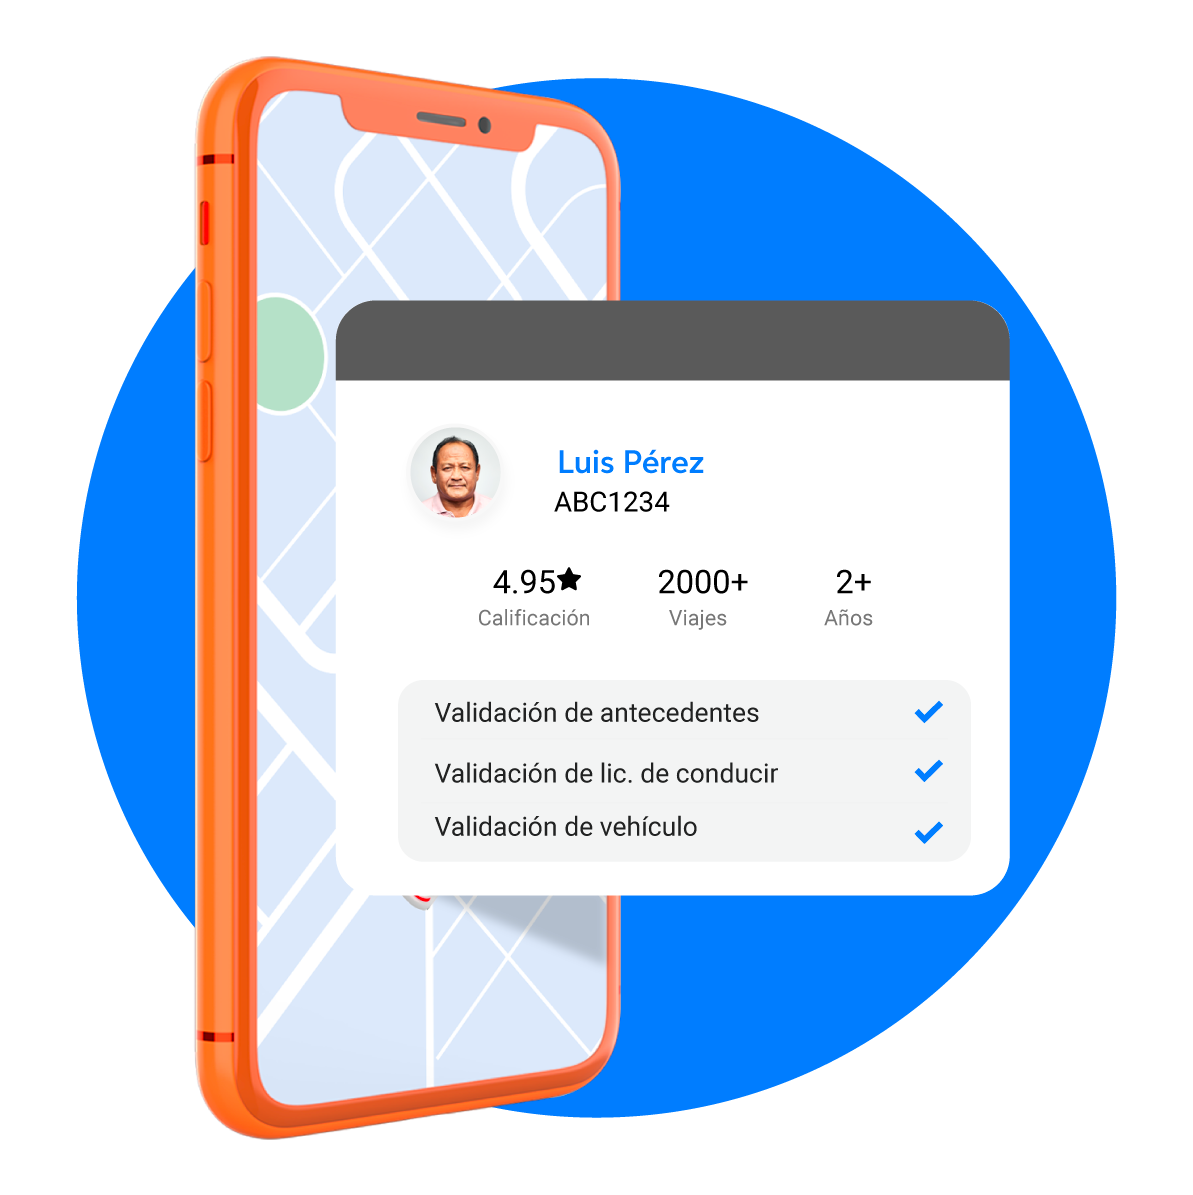 Luis Pérez
ABC1234
4.95★ 2000+ 2+
Calificación Viajes Años
Validación de antecedentes
Validación de lic. de conducir
Validación de vehículo